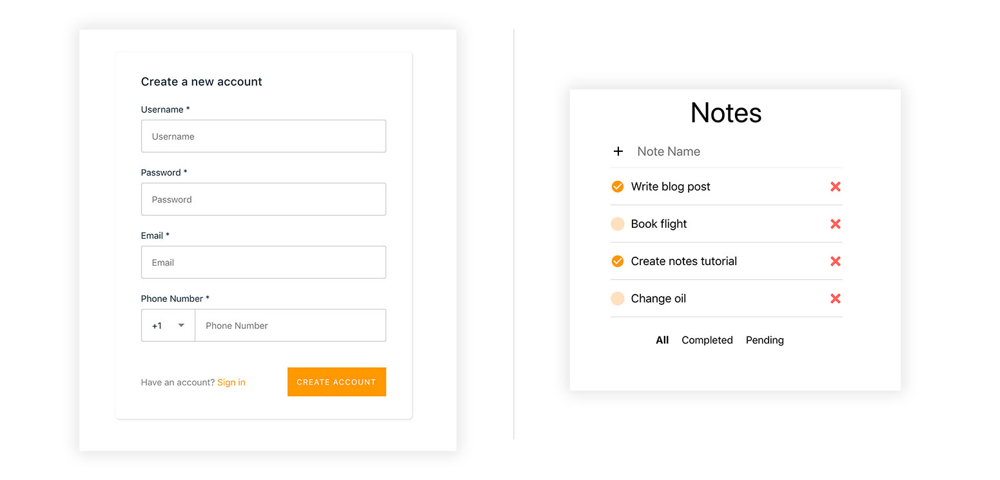 Create a new account
Username *
Username
Password *
Password
Email *
Email
Phone Number *
+1 Phone Number
Have an account? Sign in CREATE ACCOUNT
Notes
+ Note Name
Write blog post
Book flight
Create notes tutorial
Change oil
All Completed Pending